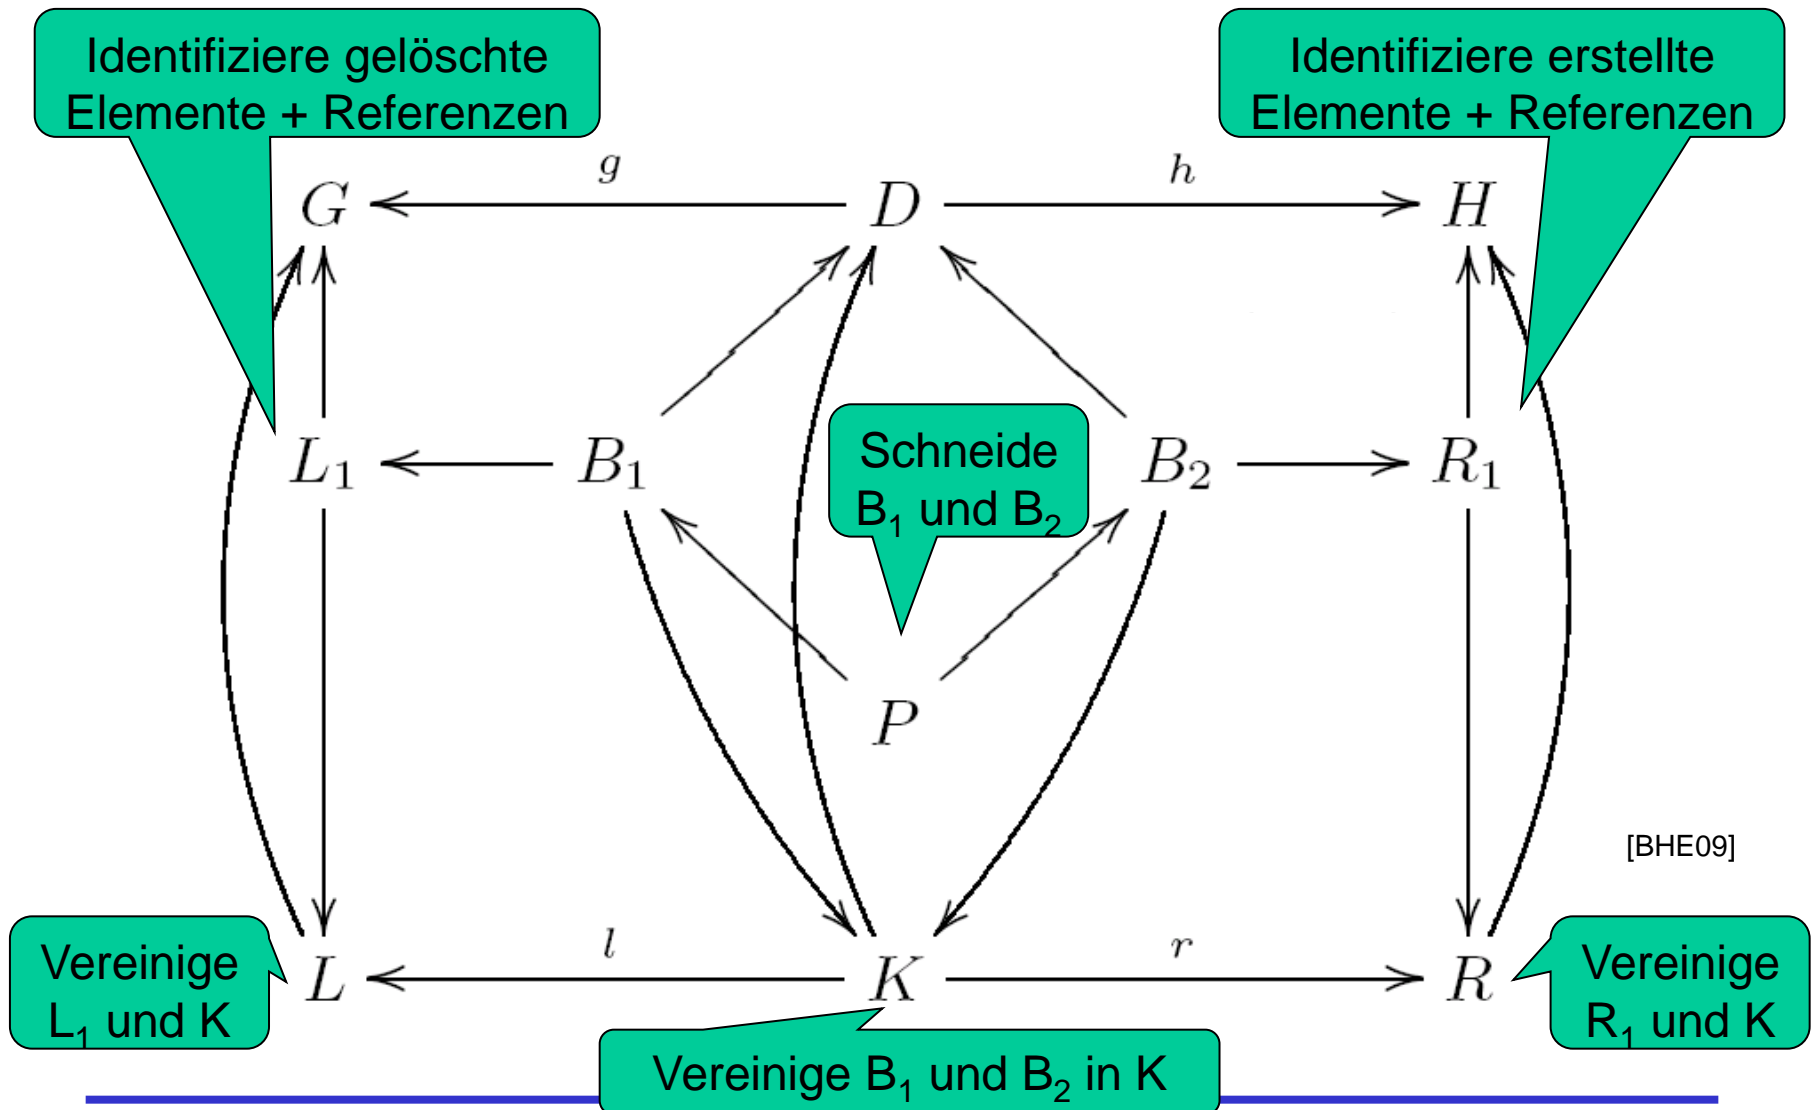 Identifiziere gelöschte
Elemente + Referenzen
Identifiziere erstellte
Elemente + Referenzen
g
h
G
D
H
Schneide
B₁ und B₂
L₁
B₁
B₂
R₁
P
[BHE09]
Vereinige
L₁ und K
l
r
L
K
R
Vereinige
R₁ und K
Vereinige B₁ und B₂ in K